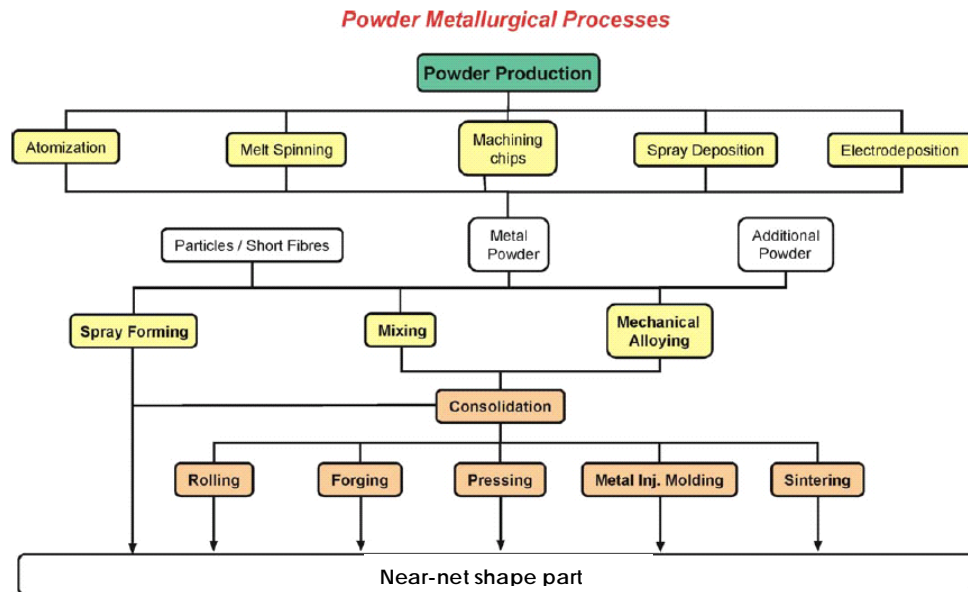 Powder Metallurgical Processes
Powder Production
Atomization
Melt Spinning
Machining
chips
Spray Deposition
Electrodeposition
Particles / Short Fibres
Metal
Powder
Additional
Powder
Spray Forming
Mixing
Mechanical
Alloying
Consolidation
Rolling
Forging
Pressing
Metal Inj. Molding
Sintering
Near-net shape part